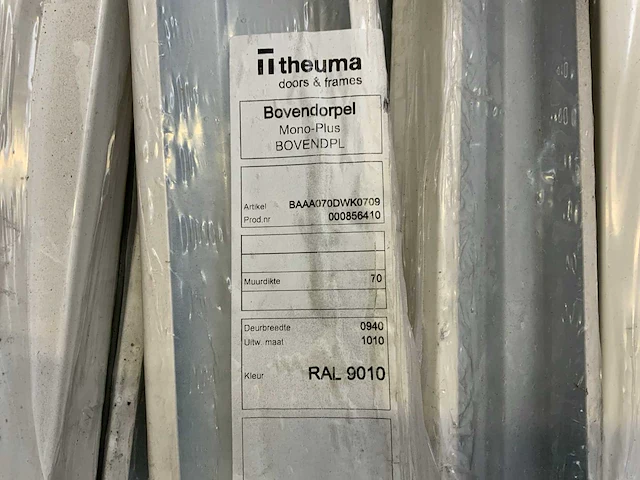 theuma
doors & frames
Bovendorpel
Mono-Plus
BOVENDPL
Artikel BAAA070DWK0709
Prod.nr 000856410
Muurdikte 70
Deurbreedte 0940
Uitw. maat 1010
Kleur RAL 9010